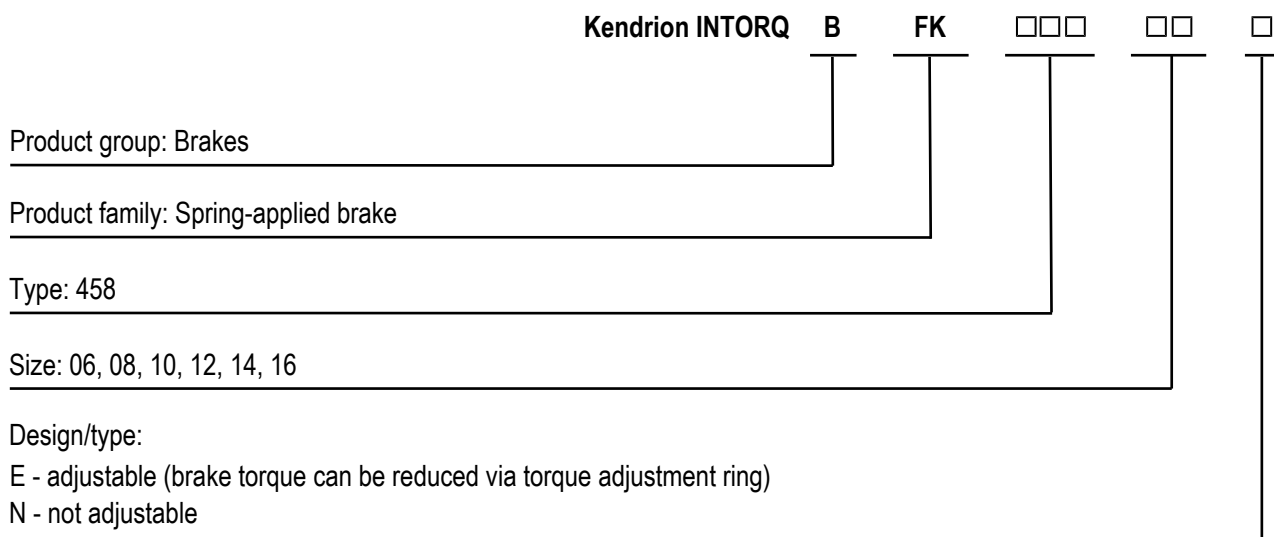 Kendrion INTORQ B FK □□□ □□ □
Product group: Brakes
Product family: Spring-applied brake
Type: 458
Size: 06, 08, 10, 12, 14, 16
Design/type:
E - adjustable (brake torque can be reduced via torque adjustment ring)
N - not adjustable